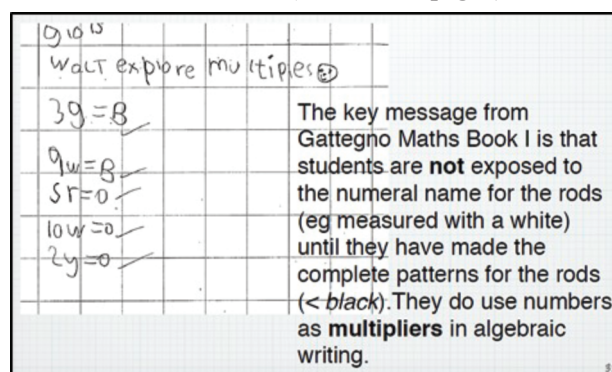 9 10 15
WALT explore multiples
3g=B
9w=B
5r=O
10w=O
2y=O
The key message from
Gattegno Maths Book I is that
students are not exposed to
the numeral name for the rods
(eg measured with a white)
until they have made the
complete patterns for the rods
(< black).They do use numbers
as multipliers in algebraic
writing.